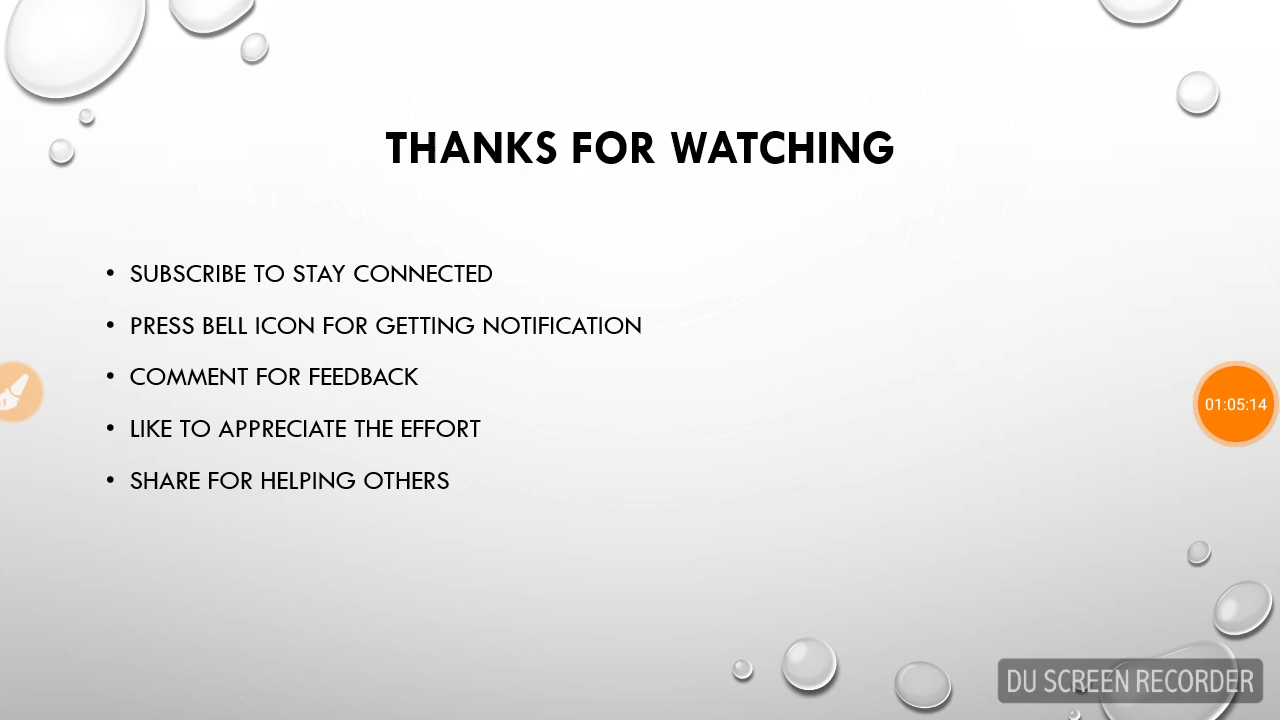 THANKS FOR WATCHING
• SUBSCRIBE TO STAY CONNECTED
• PRESS BELL ICON FOR GETTING NOTIFICATION
• COMMENT FOR FEEDBACK
• LIKE TO APPRECIATE THE EFFORT
• SHARE FOR HELPING OTHERS
01:05:14
DU SCREEN RECORDER